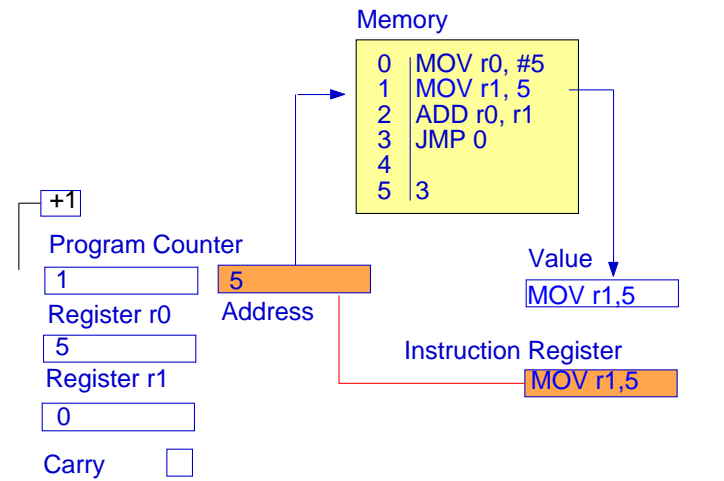 Memory
0 MOV r0, #5
1 MOV r1, 5
2 ADD r0, r1
3 JMP 0
4
5 3
+1
Program Counter
1
5
Address
Value
MOV r1,5
Register r0
5
Instruction Register
MOV r1,5
Register r1
0
Carry